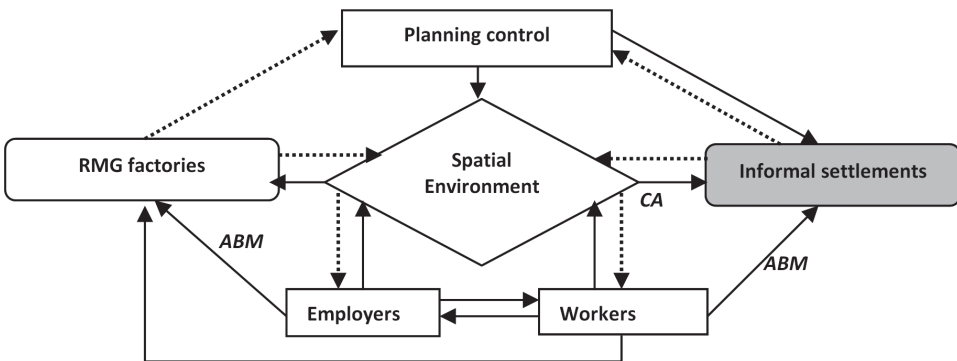 Planning control
RMG factories
Spatial
Environment
Informal settlements
CA
ABM
ABM
Employers
Workers